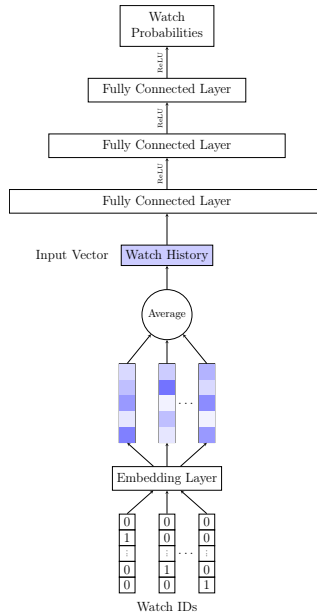 Watch
Probabilities
ReLU
Fully Connected Layer
ReLU
Fully Connected Layer
ReLU
Fully Connected Layer
Input Vector Watch History
Average
...
Embedding Layer
0 0 0
1 0 0
⋮ ⋮ ... ⋮
0 1 0
0 0 1
Watch IDs